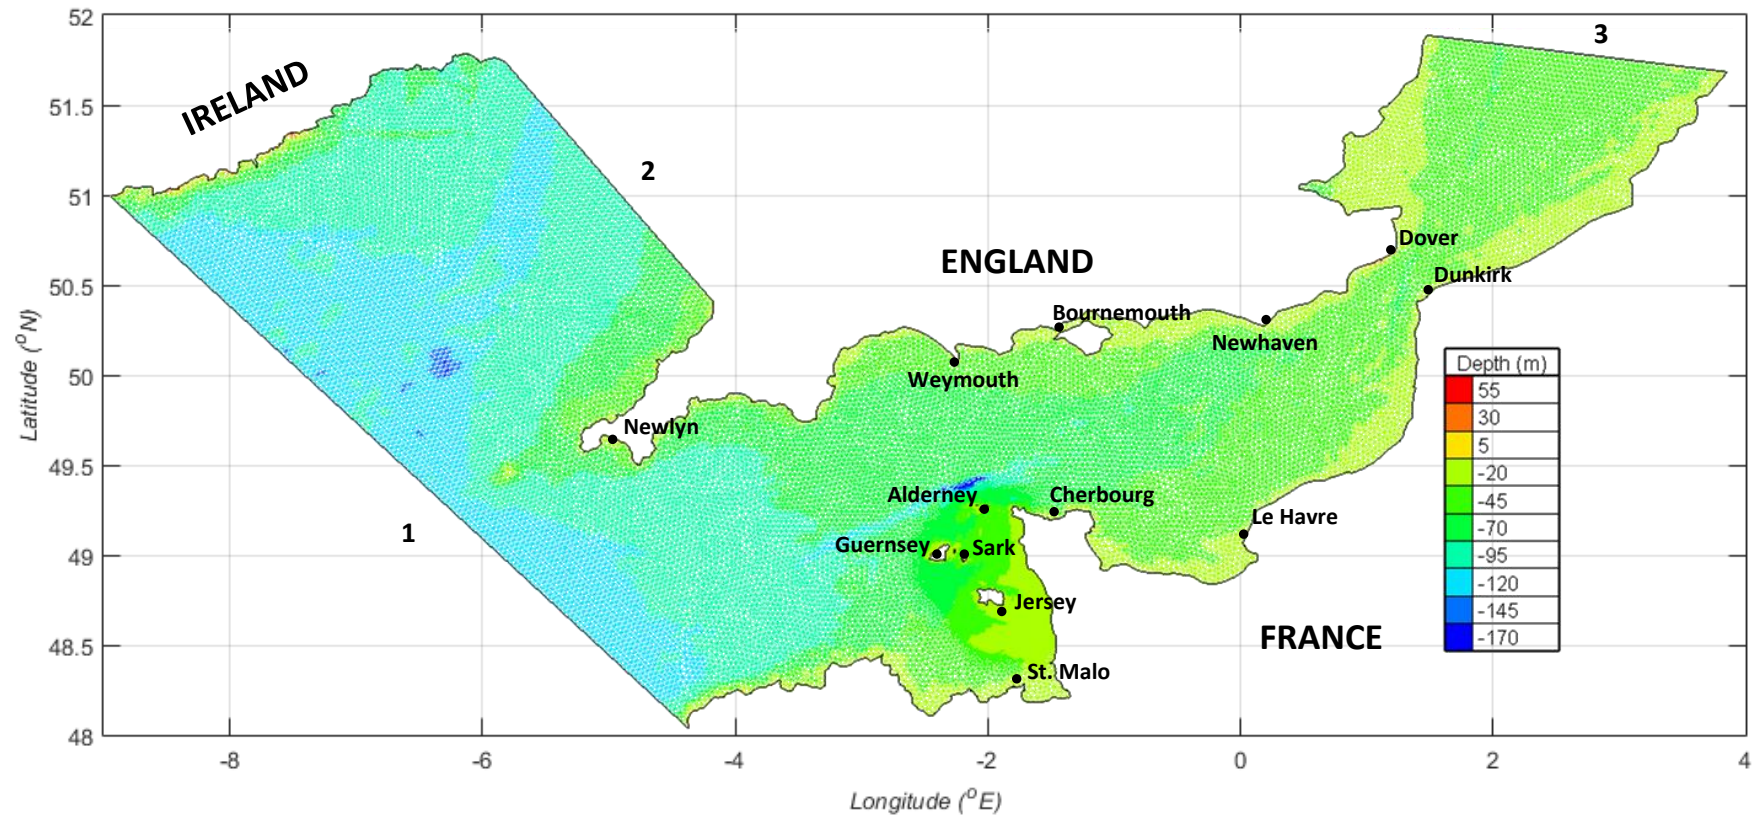 52
51.5
51
50.5
50
49.5
49
48.5
48
Latitude (°N)
-8
-6
-4
-2
0
2
4
Longitude (°E)
IRELAND
2
3
ENGLAND
Dover
Dunkirk
Bournemouth
Newhaven
Weymouth
Newlyn
Alderney
Cherbourg
Le Havre
1
Guernsey
Sark
Jersey
FRANCE
St. Malo
Depth (m)
55
30
5
-20
-45
-70
-95
-120
-145
-170